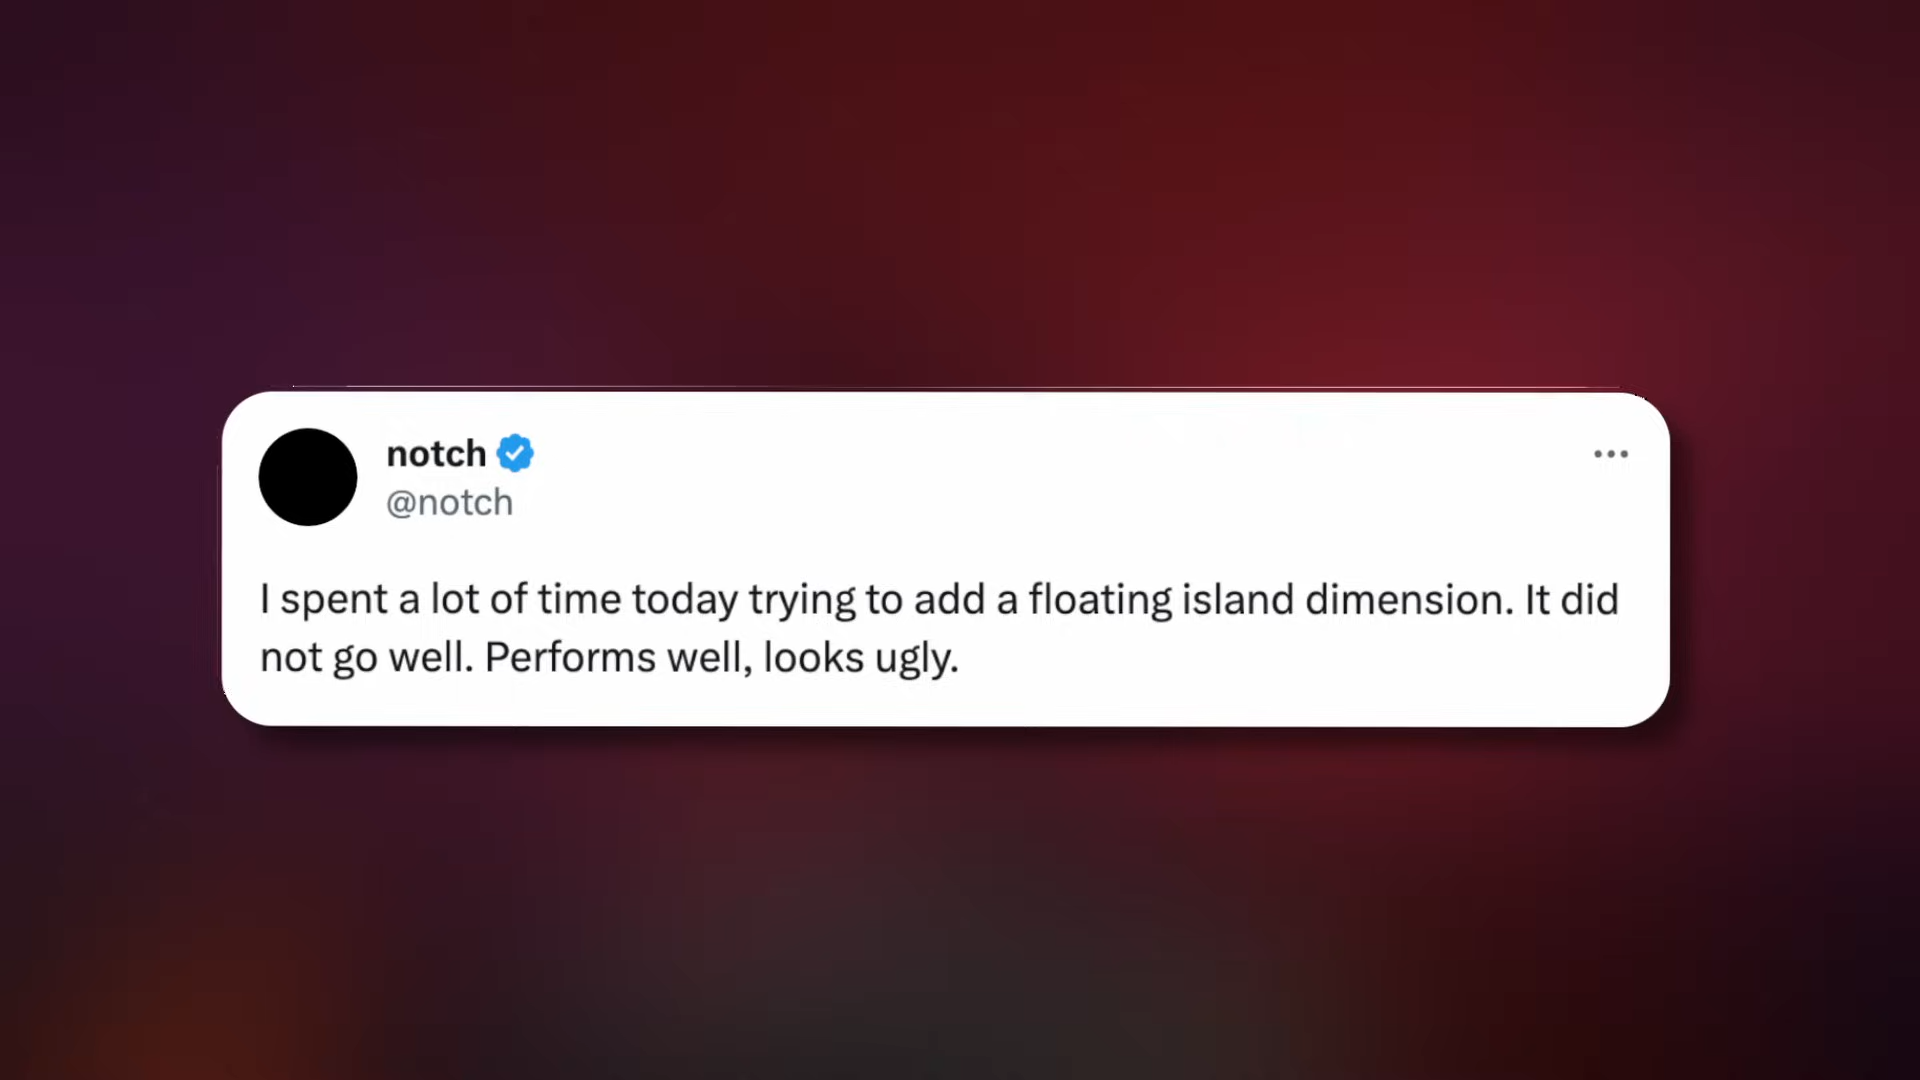 notch
@notch
I spent a lot of time today trying to add a floating island dimension. It did
not go well. Performs well, looks ugly.